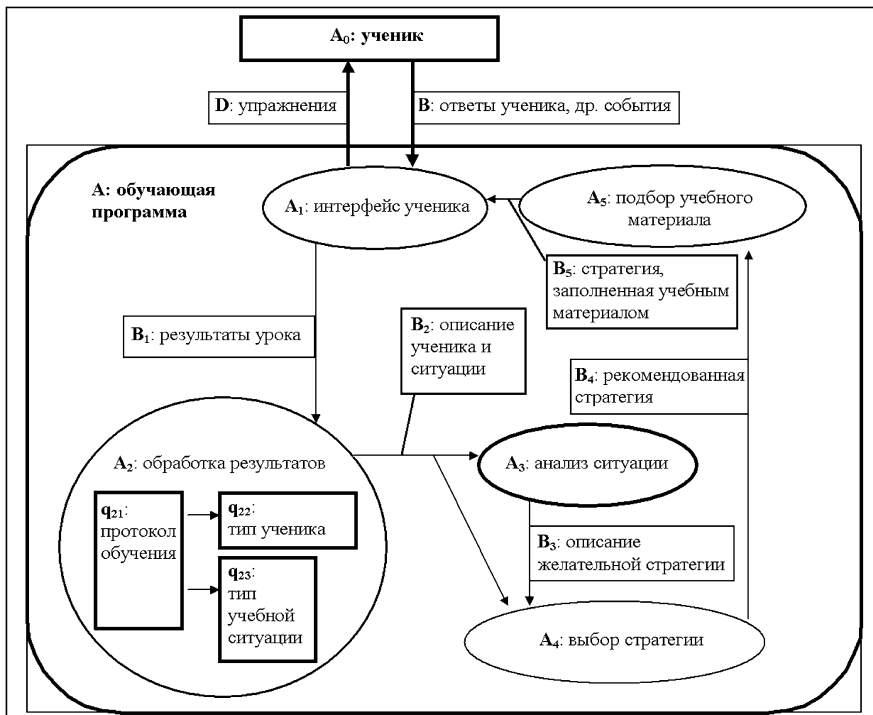 A₀: ученик
D: упражнения
B: ответы ученика, др. события
A: обучающая
программа
A₁: интерфейс ученика
A₅: подбор учебного
материала
B₅: стратегия,
заполненная учебным
материалом
B₁: результаты урока
B₂: описание
ученика и
ситуации
B₄: рекомендованная
стратегия
A₂: обработка результатов
A₃: анализ ситуации
q₂₁:
протокол
обучения
q₂₂:
тип ученика
q₂₃:
тип
учебной
ситуации
B₃: описание
желательной стратегии
A₄: выбор стратегии